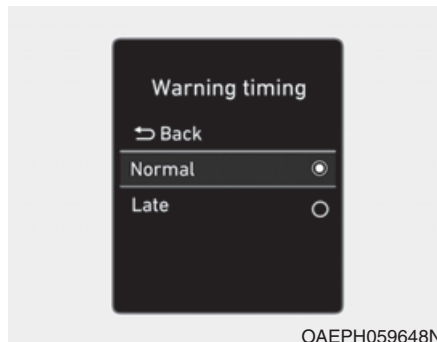 Warning timing
Back
Normal
Late
OAEPH059648N